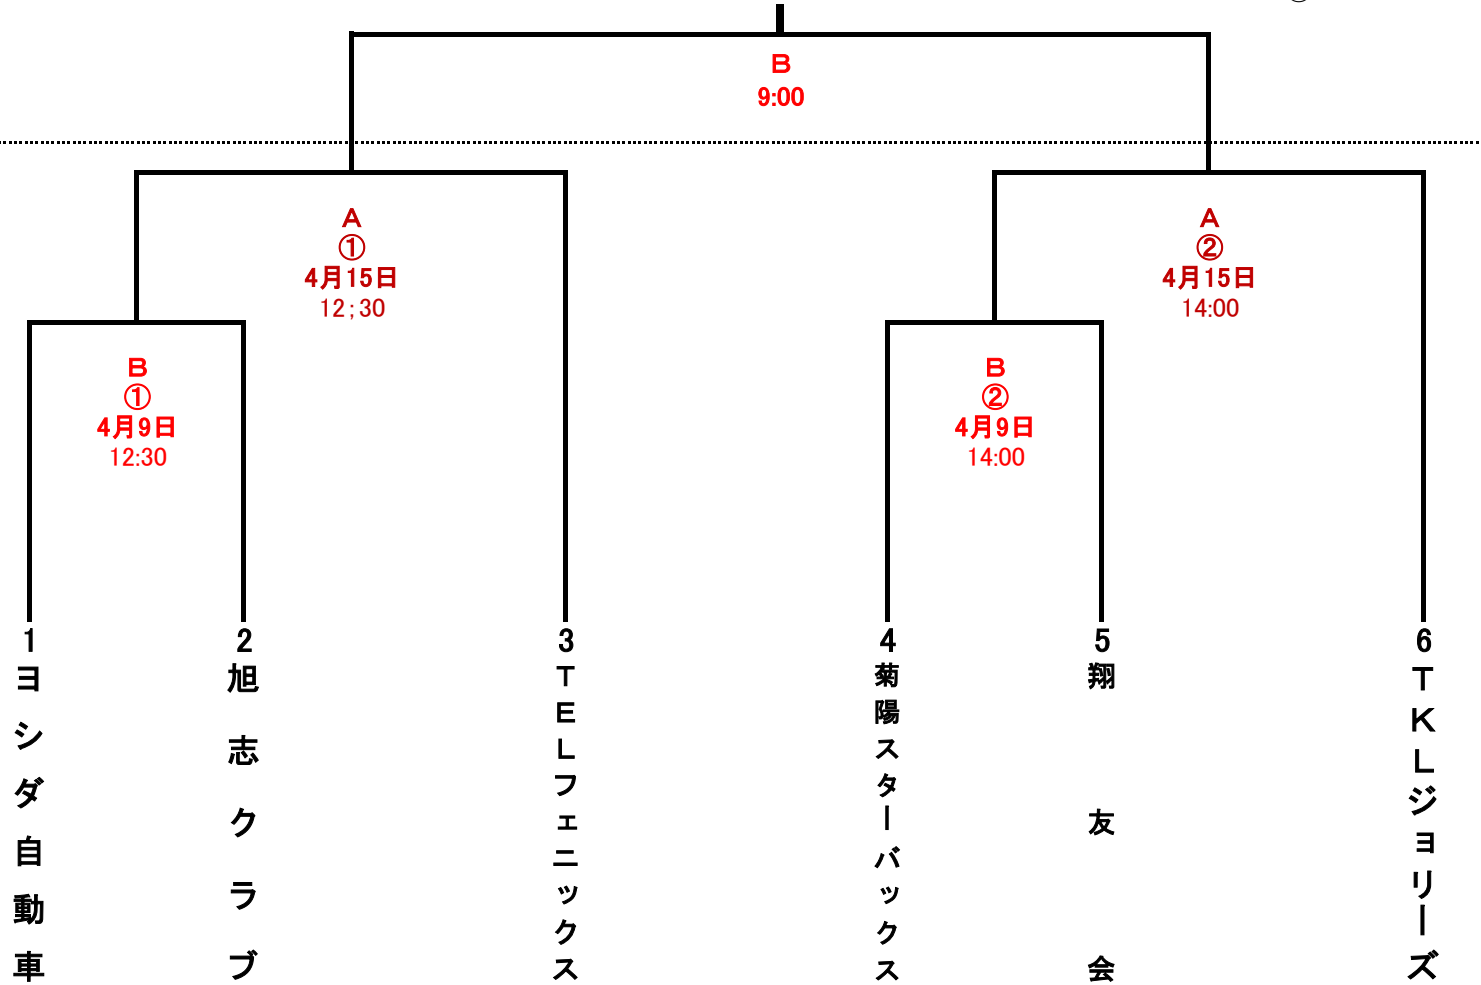 B
9:00
A
①
4月15日
12;30
A
②
4月15日
14:00
B
①
4月9日
12:30
B
②
4月9日
14:00
1
ヨシダ自動車
2
旭志クラブ
3
TELフェニックス
4
菊陽スターバックス
5
翔友会
6
TKLジョリーズ